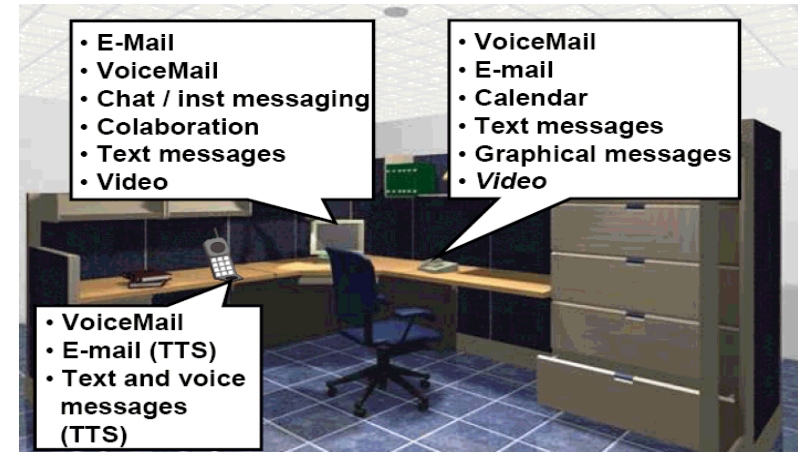 • E-Mail
• VoiceMail
• Chat / inst messaging
• Colaboration
• Text messages
• Video
• VoiceMail
• E-mail
• Calendar
• Text messages
• Graphical messages
• Video
• VoiceMail
• E-mail (TTS)
• Text and voice
messages
(TTS)